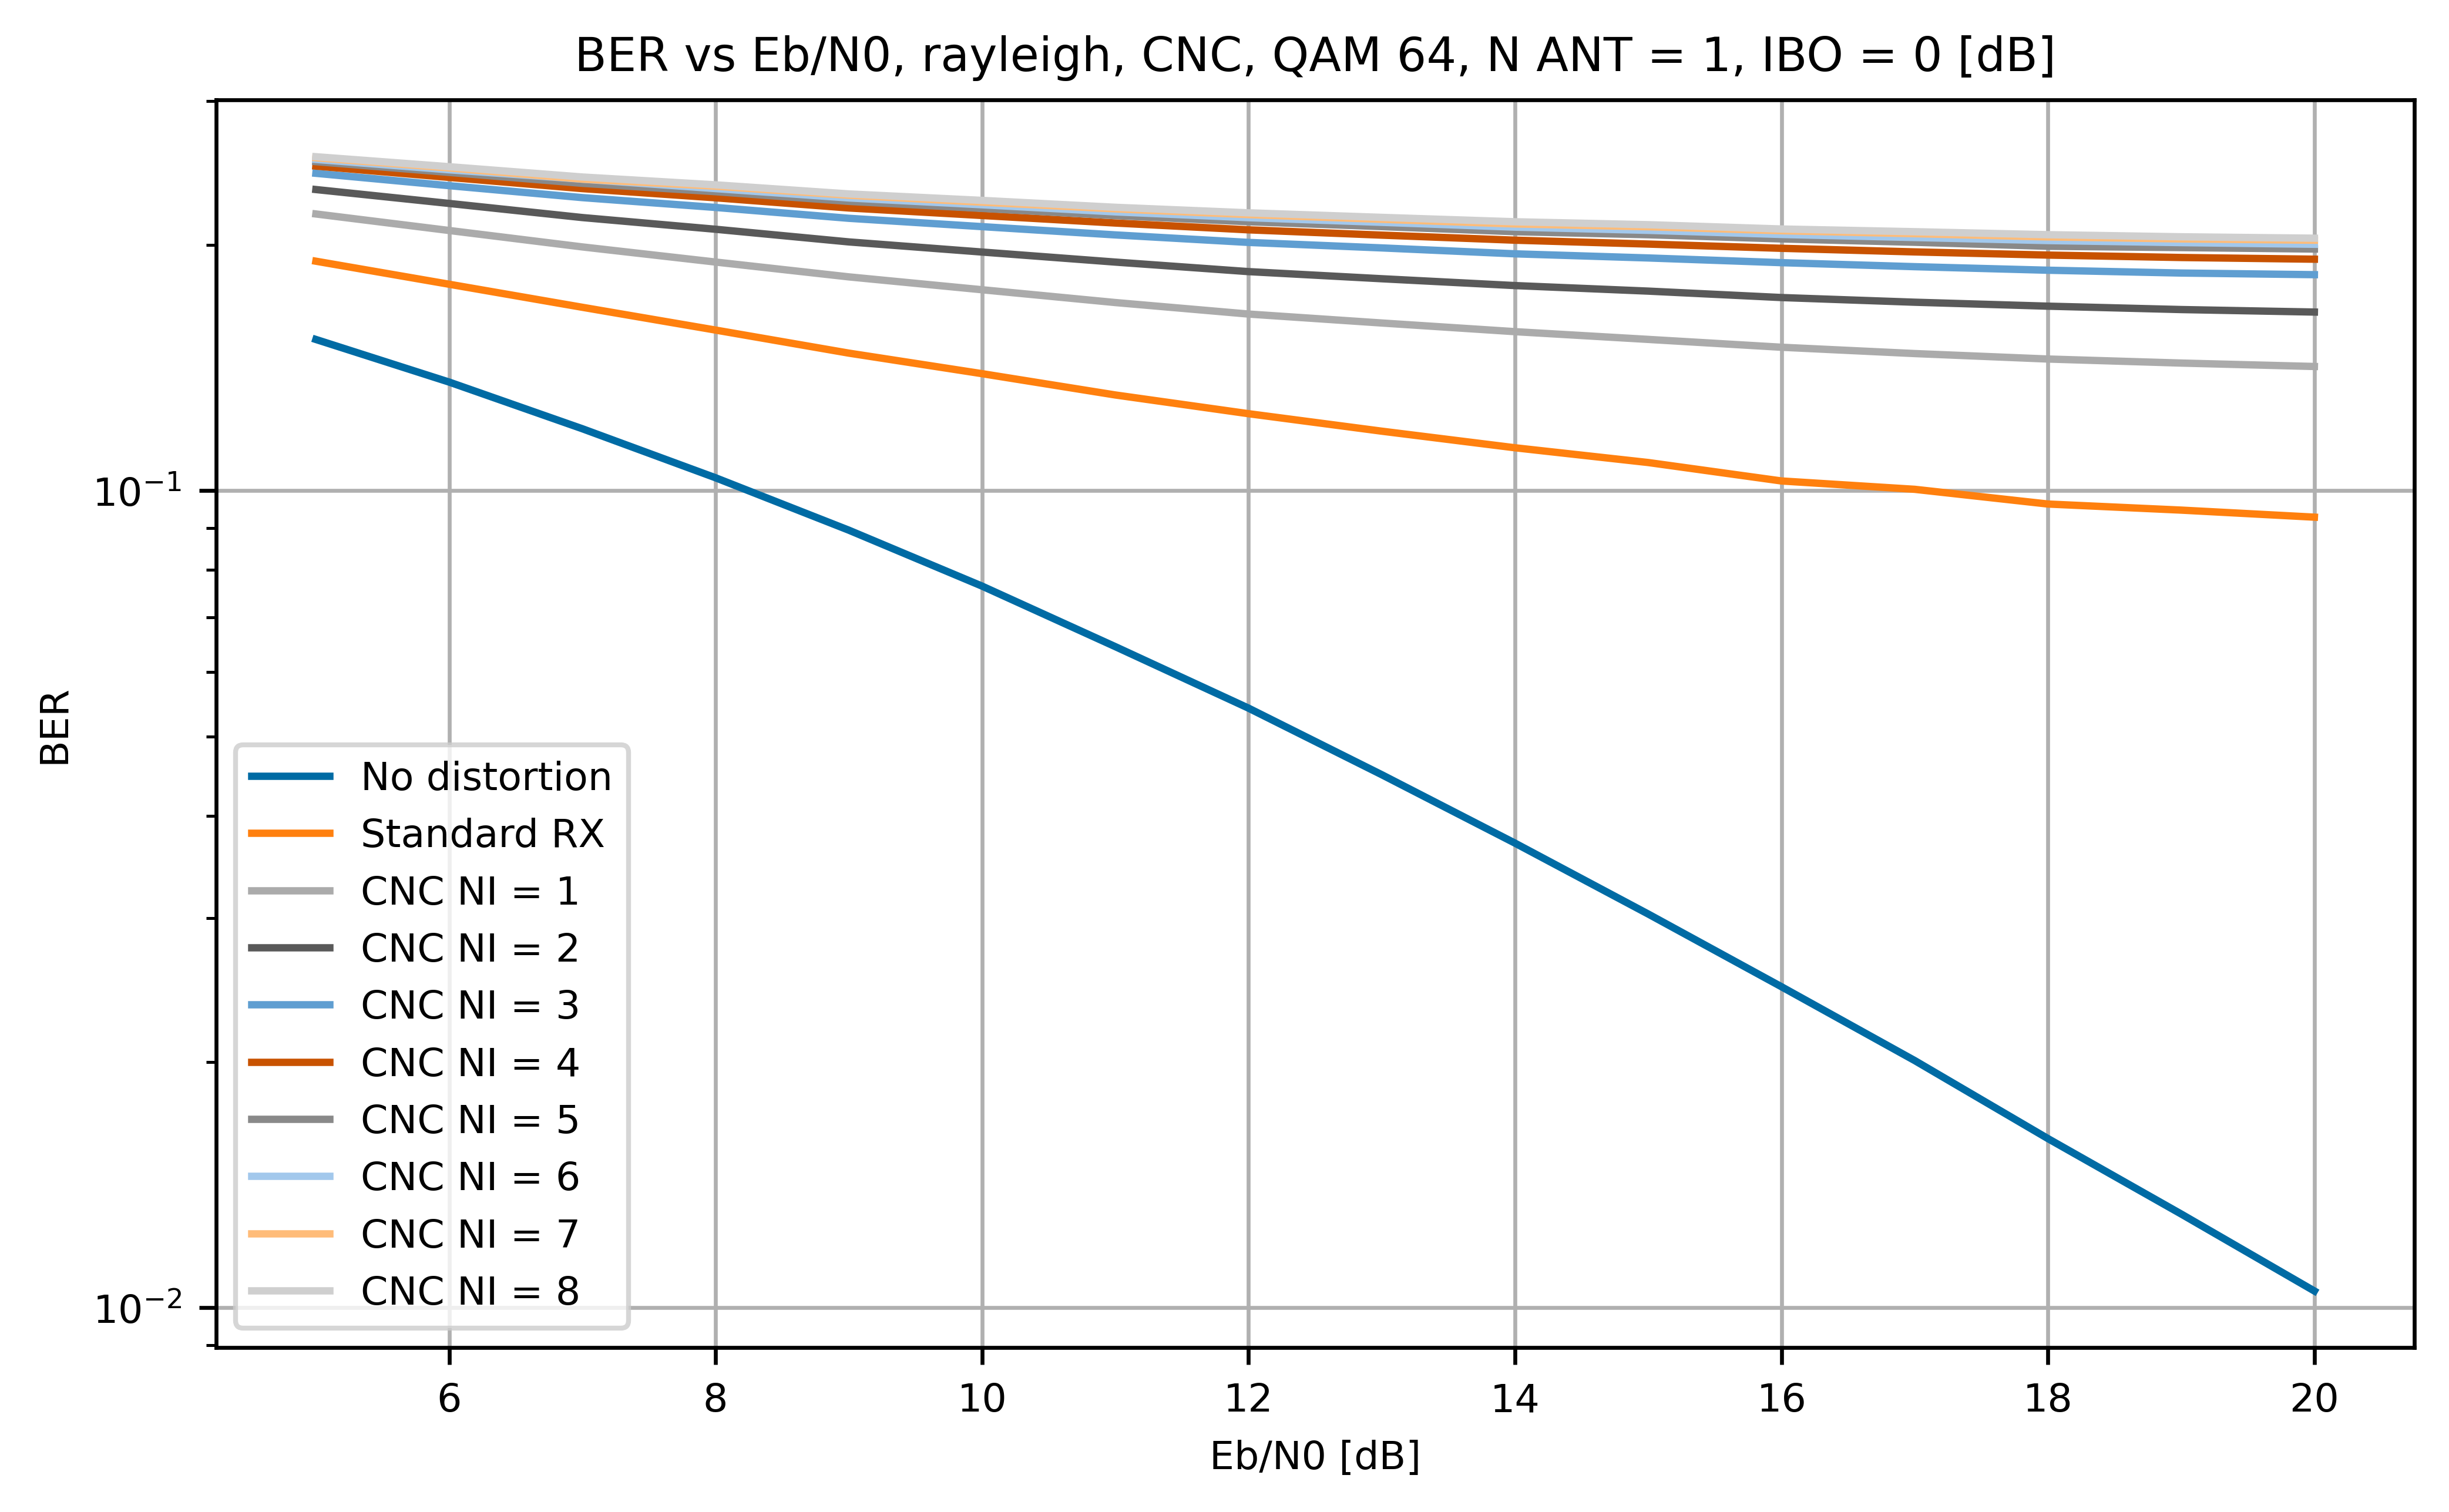 BER vs Eb/N0, rayleigh, CNC, QAM 64, N ANT = 1, IBO = 0 [dB]
BER
10⁻¹
10⁻²
No distortion
Standard RX
CNC NI = 1
CNC NI = 2
CNC NI = 3
CNC NI = 4
CNC NI = 5
CNC NI = 6
CNC NI = 7
CNC NI = 8
6 8 10 12 14 16 18 20
Eb/N0 [dB]